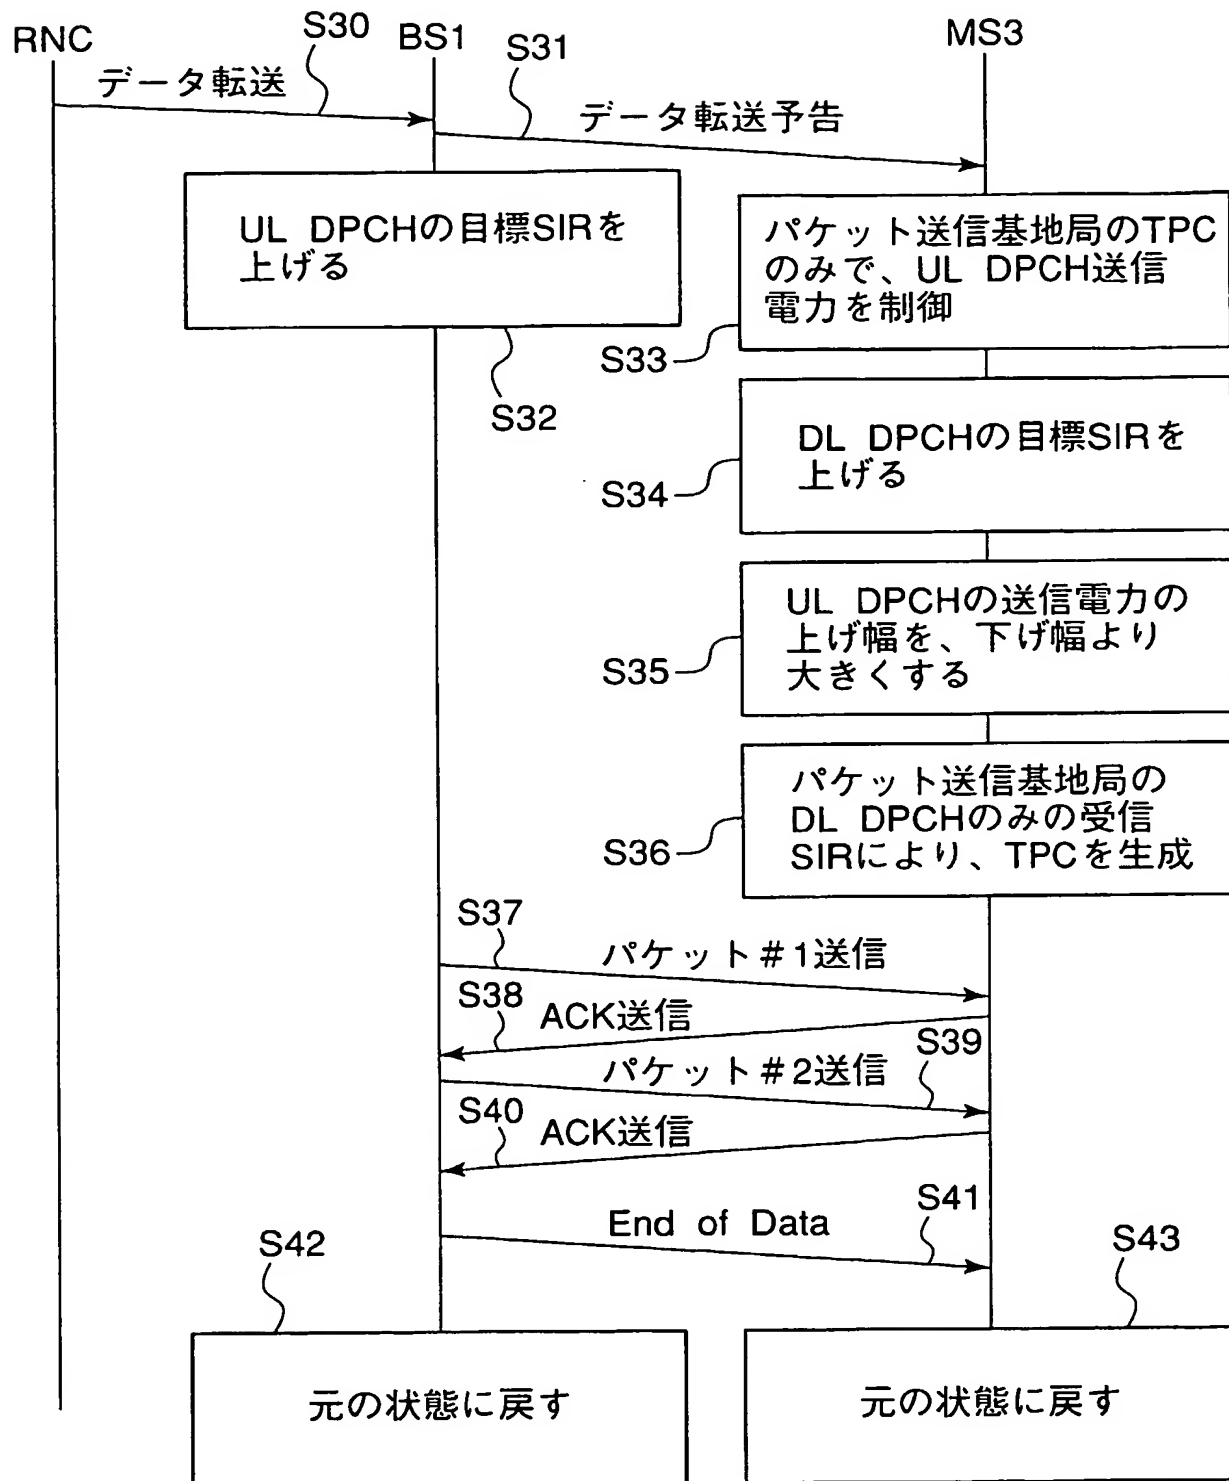 RNC
S30
BS1
S31
MS3
データ転送
データ転送予告
UL DPCHの目標SIRを
上げる
S32
パケット送信基地局のTPC
のみで、UL DPCH送信
電力を制御
S33
DL DPCHの目標SIRを
上げる
S34
UL DPCHの送信電力の
上げ幅を、下げ幅より
大きくする
S35
パケット送信基地局の
DL DPCHのみの受信
SIRにより、TPCを生成
S36
S37
パケット#1送信
S38
ACK送信
S39
パケット#2送信
S40
ACK送信
S41
End of Data
S42
S43
元の状態に戻す
元の状態に戻す